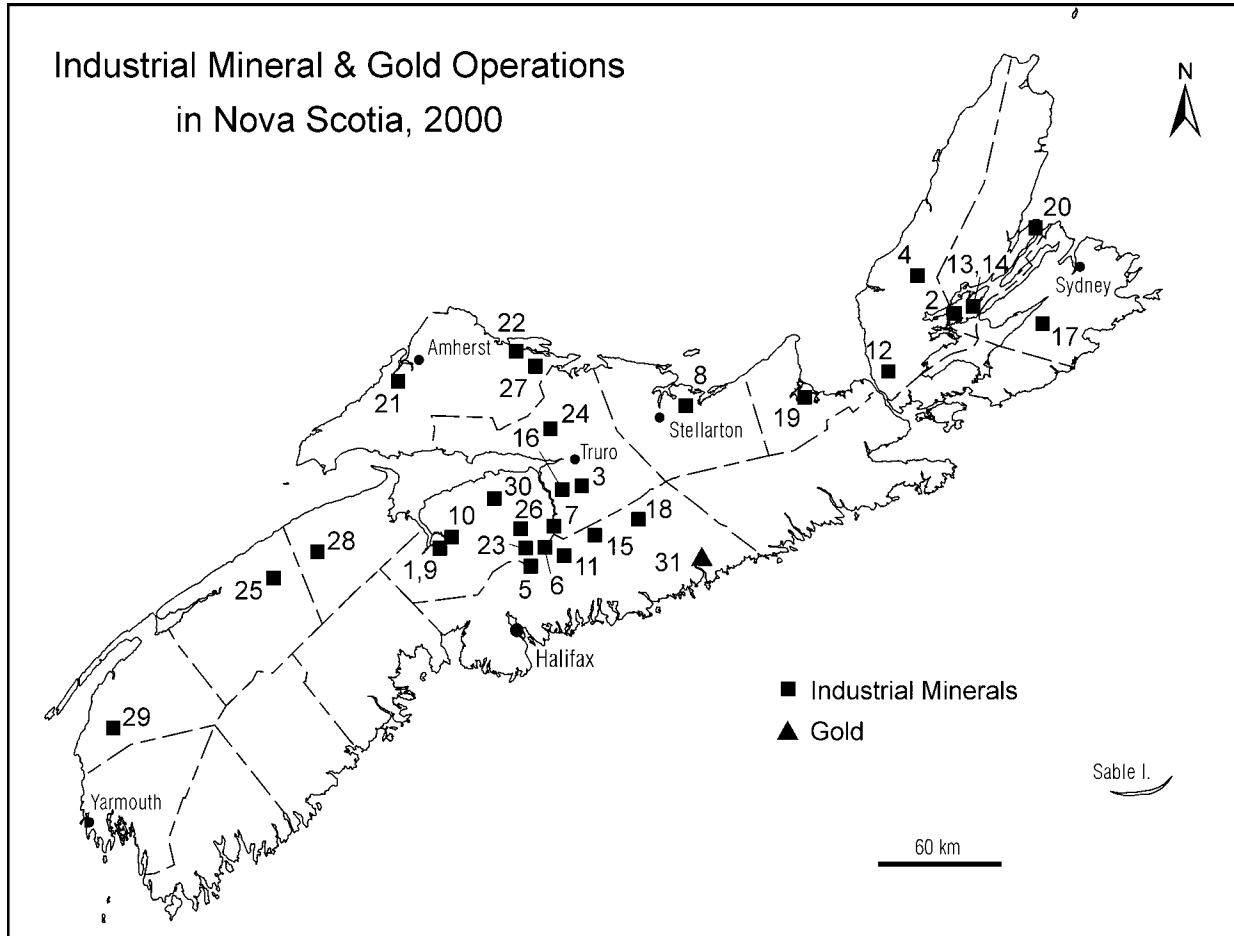 Industrial Mineral & Gold Operations
in Nova Scotia, 2000
N
20
4
13, 14
Sydney
2
17
22
Amherst
12
27
8
21
19
24
Stellarton
16
Truro
3
30
18
26
7
10
28
23
15
1,9
11
31
25
5
6
Halifax
Industrial Minerals
29
Gold
Sable I.
Yarmouth
60 km